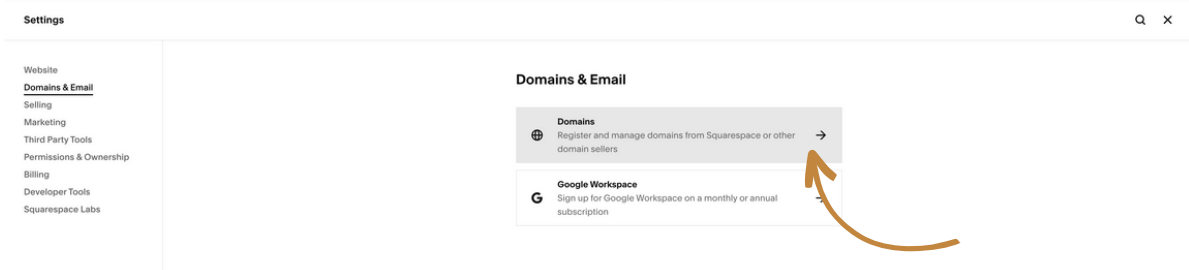 Settings
Website
Domains & Email
Selling
Marketing
Third Party Tools
Permissions & Ownership
Billing
Developer Tools
Squarespace Labs
Domains & Email
Domains
Register and manage domains from Squarespace or other
domain sellers
Google Workspace
Sign up for Google Workspace on a monthly or annual
subscription